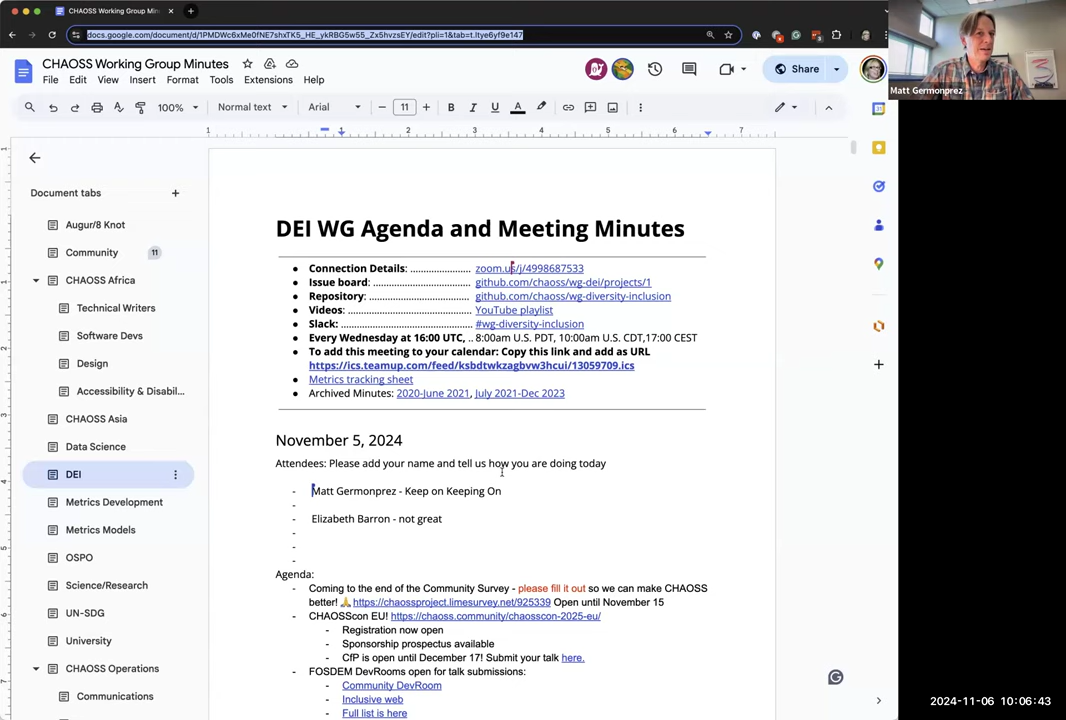 CHAOSS Working Group Min
docs.google.com/document/d/1PMDWc6xMe0fNE7shxTK5_HE_ykRBG5w55_Zx5hvzsEY/edit?pli=1&tab=t.ltye6yf9e147
CHAOSS Working Group Minutes
File Edit View Insert Format Tools Extensions Help
Share
Matt Germonprez
100% Normal text Arial 11 B I U A
1 1 2 3 4 5 6 7
Document tabs
Augur/8 Knot
Community 11
CHAOSS Africa
Technical Writers
Software Devs
Design
Accessibility & Disabil...
CHAOSS Asia
Data Science
DEI
Metrics Development
Metrics Models
OSPO
Science/Research
UN-SDG
University
CHAOSS Operations
Communications
DEI WG Agenda and Meeting Minutes
Connection Details: ...................... zoom.us/j/4998687533
Issue board: ................................... github.com/chaoss/wg-dei/projects/1
Repository: .................................... github.com/chaoss/wg-diversity-inclusion
Videos: ........................................... YouTube playlist
Slack: .............................................. #wg-diversity-inclusion
Every Wednesday at 16:00 UTC, .. 8:00am U.S. PDT, 10:00am U.S. CDT,17:00 CEST
To add this meeting to your calendar: Copy this link and add as URL
https://ics.teamup.com/feed/ksbdtwkzagbvw3hcui/13059709.ics
Metrics tracking sheet
Archived Minutes: 2020-June 2021, July 2021-Dec 2023
November 5, 2024
Attendees: Please add your name and tell us how you are doing today
- Matt Germonprez - Keep on Keeping On
-
- Elizabeth Barron - not great
-
-
-
Agenda:
- Coming to the end of the Community Survey - please fill it out so we can make CHAOSS
better! 🙏 https://chaossproject.limesurvey.net/925339 Open until November 15
- CHAOSScon EU! https://chaoss.community/chaosscon-2025-eu/
- Registration now open
- Sponsorship prospectus available
- CfP is open until December 17! Submit your talk here.
- FOSDEM DevRooms open for talk submissions:
- Community DevRoom
- Inclusive web
- Full list is here
2024-11-06 10:06:43